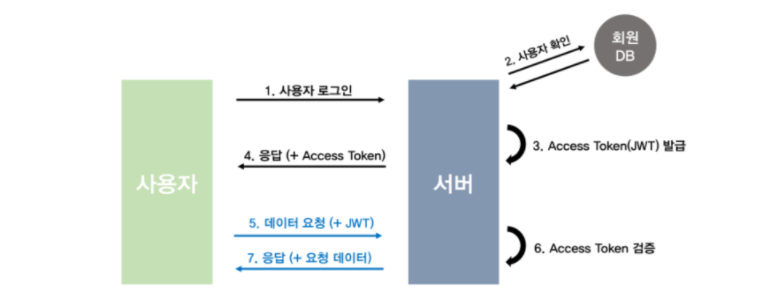 회원
DB
2. 사용자 확인
1. 사용자 로그인
3. Access Token(JWT) 발급
4. 응답 (+ Access Token)
사용자
서버
5. 데이터 요청 (+ JWT)
6. Access Token 검증
7. 응답 (+ 요청 데이터)